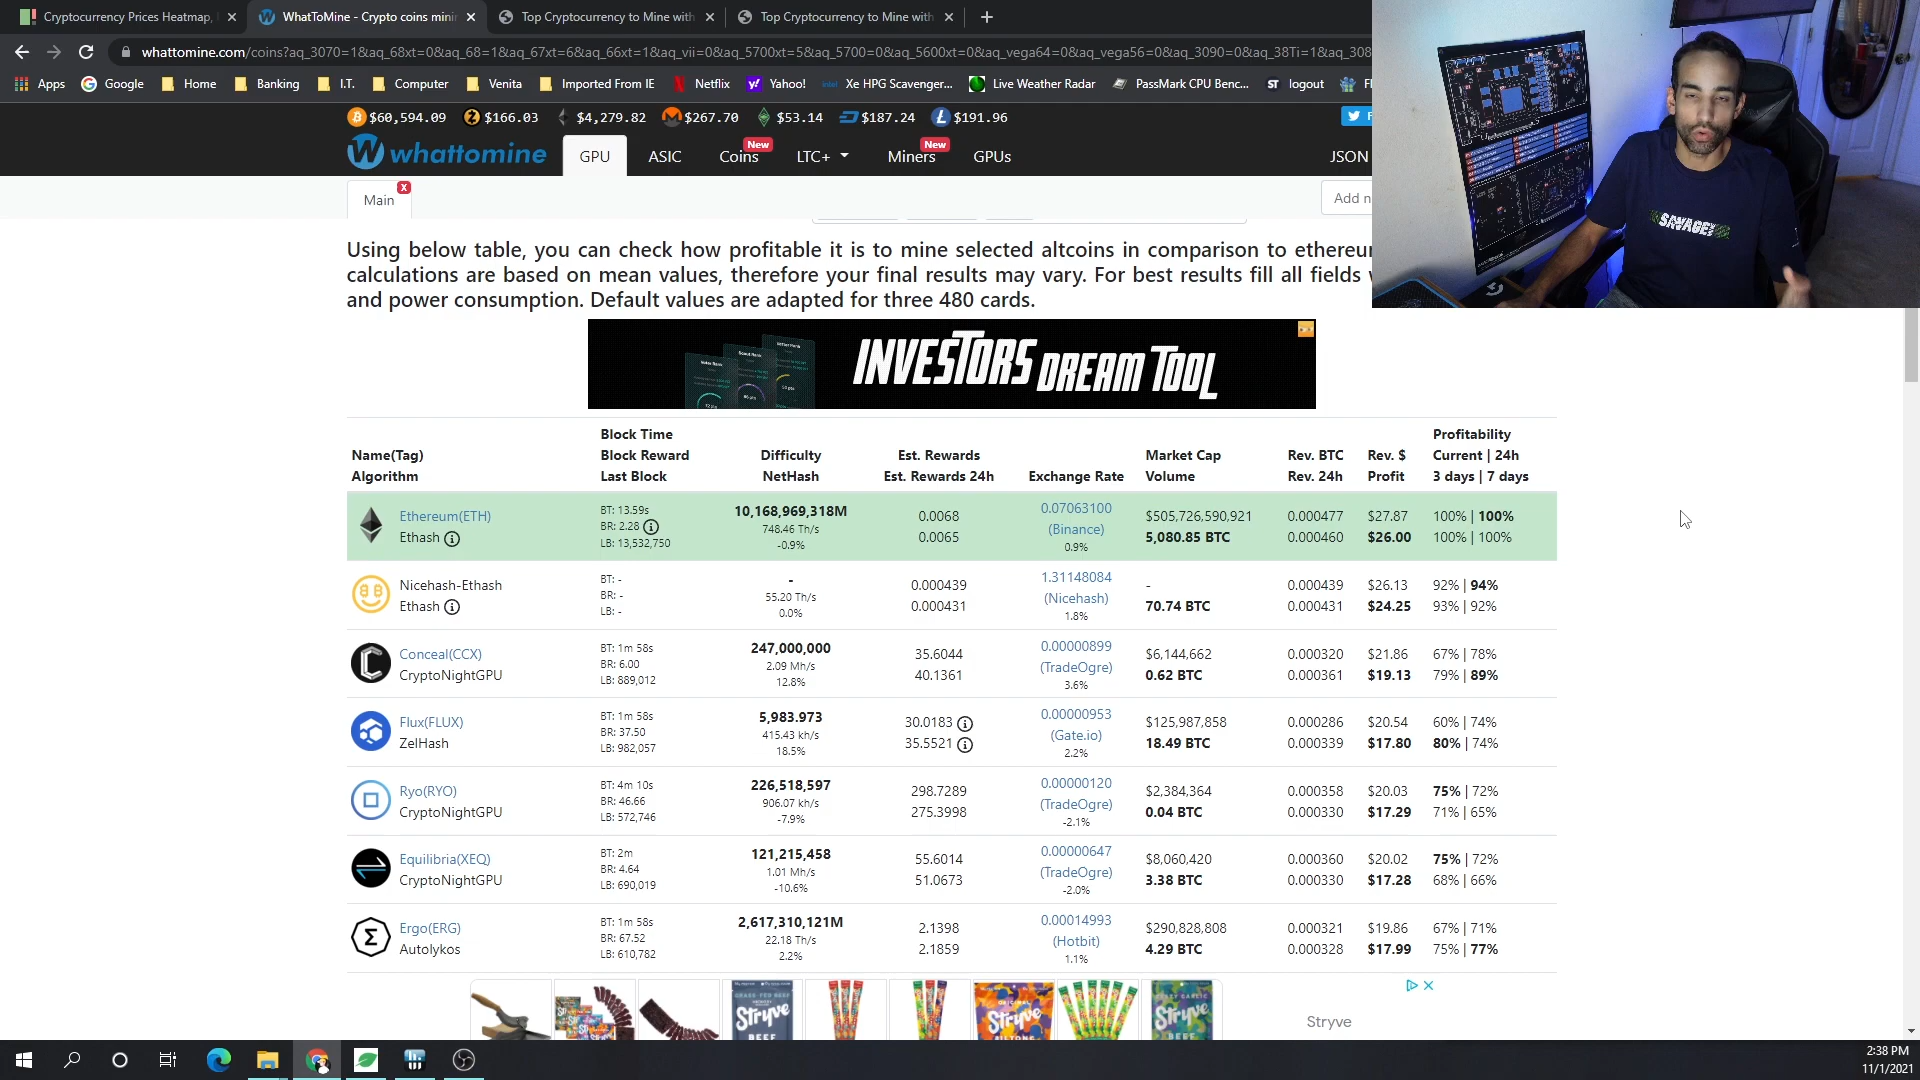 Cryptocurrency Prices Heatmap,
WhatToMine - Crypto coins mini
Top Cryptocurrency to Mine with
Top Cryptocurrency to Mine with
whattomine.com/coins?aq_3070=1&aq_68xt=0&aq_68=1&aq_67xt=6&aq_66xt=1&aq_vii=0&aq_5700xt=5&aq_5700=0&aq_5600xt=0&aq_vega64=0&aq_vega56=0&aq_3090=0&aq_38Ti=1&aq_308
Apps Google Home Banking I.T. Computer Venita Imported From IE Netflix Yahoo! Xe HPG Scavenger... Live Weather Radar PassMark CPU Benc... ST logout
$60,594.09 $166.03 $4,279.82 $267.70 $53.14 $187.24 $191.96
whattomine GPU ASIC Coins New LTC+ Miners New GPUs JSON
Main x Add n
Using below table, you can check how profitable it is to mine selected altcoins in comparison to ethereum
calculations are based on mean values, therefore your final results may vary. For best results fill all fields
and power consumption. Default values are adapted for three 480 cards.
INVESTORS DREAM TOOL
Name(Tag)
Algorithm
Block Time
Block Reward
Last Block
Difficulty
NetHash
Est. Rewards
Est. Rewards 24h
Exchange Rate
Market Cap
Volume
Rev. BTC
Rev. 24h
Rev. $
Profit
Profitability
Current | 24h
3 days | 7 days
Ethereum(ETH)
Ethash
BT: 13.59s
BR: 2.28
LB: 13,532,750
10,168,969,318M
748.46 Th/s
-0.9%
0.0068
0.0065
0.07063100
(Binance)
0.9%
$505,726,590,921
5,080.85 BTC
0.000477
0.000460
$27.87
$26.00
100% | 100%
100% | 100%
Nicehash-Ethash
Ethash
BT: -
BR: -
LB: -
-
55.20 Th/s
0.0%
0.000439
0.000431
1.31148084
(Nicehash)
1.8%
-
70.74 BTC
0.000439
0.000431
$26.13
$24.25
92% | 94%
93% | 92%
Conceal(CCX)
CryptoNightGPU
BT: 1m 58s
BR: 6.00
LB: 889,012
247,000,000
2.09 Mh/s
12.8%
35.6044
40.1361
0.00000899
(TradeOgre)
3.6%
$6,144,662
0.62 BTC
0.000320
0.000361
$21.86
$19.13
67% | 78%
79% | 89%
Flux(FLUX)
ZelHash
BT: 1m 58s
BR: 37.50
LB: 982,057
5,983.973
415.43 kh/s
18.5%
30.0183
35.5521
0.00000953
(Gate.io)
2.2%
$125,987,858
18.49 BTC
0.000286
0.000339
$20.54
$17.80
60% | 74%
80% | 74%
Ryo(RYO)
CryptoNightGPU
BT: 4m 10s
BR: 46.66
LB: 572,746
226,518,597
906.07 kh/s
-7.9%
298.7289
275.3998
0.00000120
(TradeOgre)
-2.1%
$2,384,364
0.04 BTC
0.000358
0.000330
$20.03
$17.29
75% | 72%
71% | 65%
Equilibria(XEQ)
CryptoNightGPU
BT: 2m
BR: 4.64
LB: 690,019
121,215,458
1.01 Mh/s
-10.6%
55.6014
51.0673
0.00000647
(TradeOgre)
-2.0%
$8,060,420
3.38 BTC
0.000360
0.000330
$20.02
$17.28
75% | 72%
68% | 66%
Ergo(ERG)
Autolykos
BT: 1m 58s
BR: 67.52
LB: 610,782
2,617,310,121M
22.18 Th/s
2.2%
2.1398
2.1859
0.00014993
(Hotbit)
1.1%
$290,828,808
4.29 BTC
0.000321
0.000328
$19.86
$17.99
67% | 71%
75% | 77%
Stryve
BEEF
Stryve
BILTONG
Stryve
Stryve
SAVAGE
2:38 PM
11/1/2021